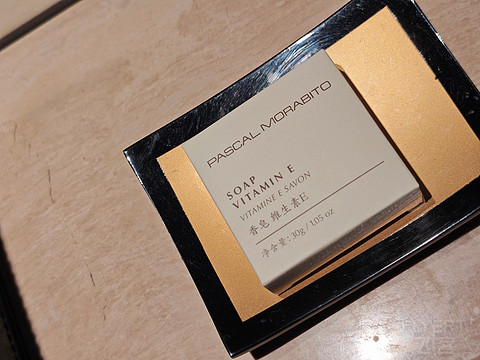 PASCAL MORABITO
SOAP
VITAMIN E
VITAMINE E SAVON
香皂 维生素E
净含量: 30g / 1.05 oz
FLYERT